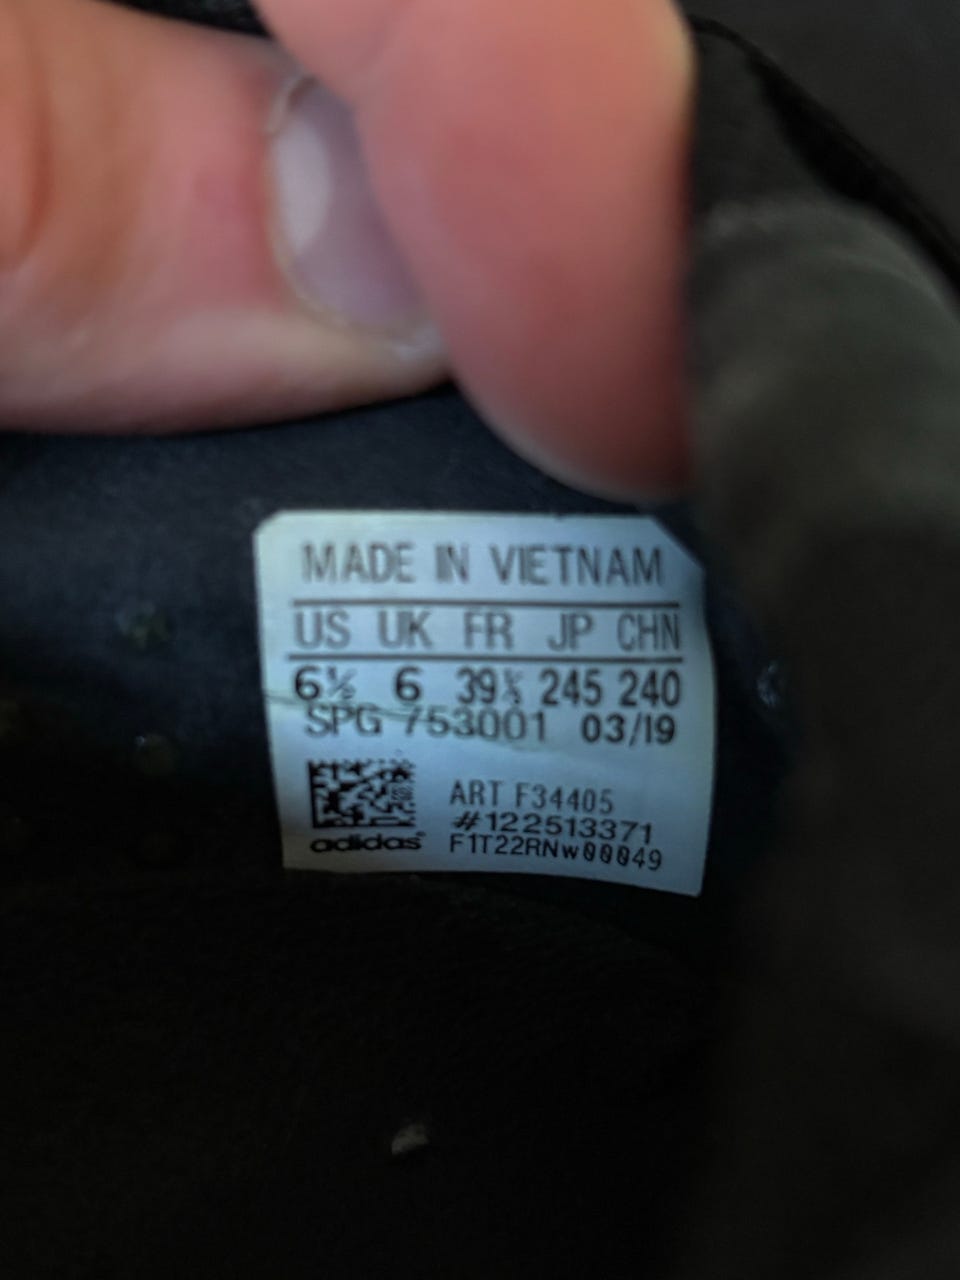 MADE IN VIETNAM
US UK FR JP CHN
6½ 6 39⅓ 245 240
SPG 753001 03/19
ART F34405
#122513371
adidas F1T22RNw00049